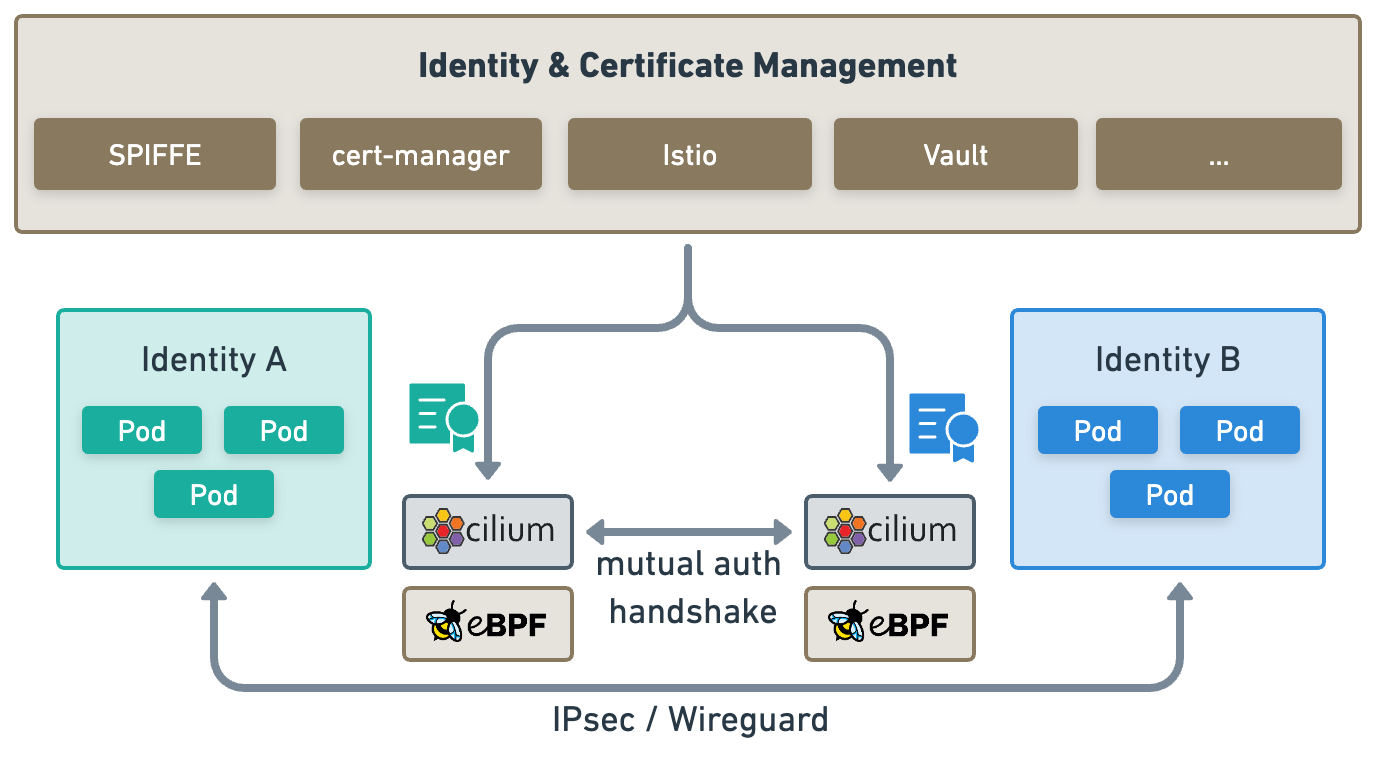 Identity & Certificate Management
SPIFFE
cert-manager
Istio
Vault
...
Identity A
Pod
Pod
Pod
Identity B
Pod
Pod
Pod
cilium
cilium
mutual auth
handshake
eBPF
eBPF
IPsec / Wireguard